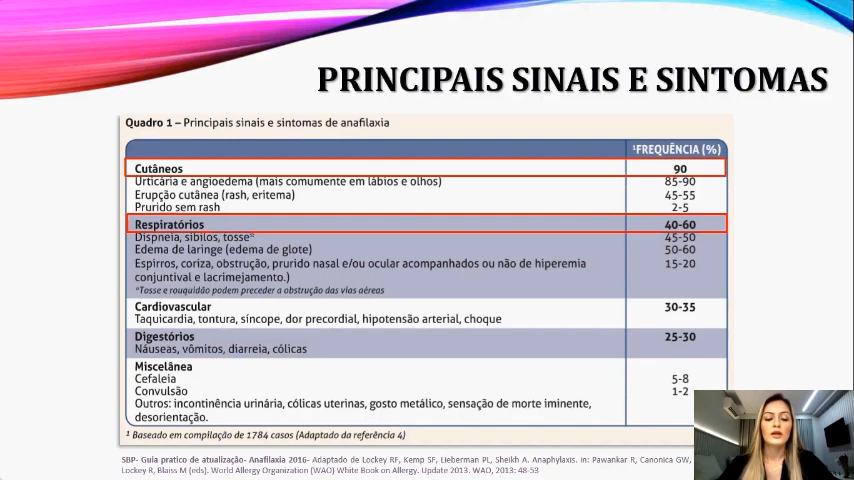 PRINCIPAIS SINAIS E SINTOMAS
Quadro 1 – Principais sinais e sintomas de anafilaxia
¹FREQUÊNCIA (%)
Cutâneos 90
Urticária e angioedema (mais comumente em lábios e olhos) 85-90
Erupção cutânea (rash, eritema) 45-55
Prurido sem rash 2-5
Respiratórios 40-60
Dispneia, sibilos, tosse* 45-50
Edema de laringe (edema de glote) 50-60
Espirros, coriza, obstrução, prurido nasal e/ou ocular acompanhados ou não de hiperemia 15-20
conjuntival e lacrimejamento.)
*Tosse e rouquidão podem preceder a obstrução das vias aéreas
Cardiovascular 30-35
Taquicardia, tontura, síncope, dor precordial, hipotensão arterial, choque
Digestórios 25-30
Náuseas, vômitos, diarreia, cólicas
Miscelânea
Cefaleia 5-8
Convulsão 1-2
Outros: incontinência urinária, cólicas uterinas, gosto metálico, sensação de morte iminente,
desorientação.
¹ Baseado em compilação de 1784 casos (Adaptado da referência 4)
SBP- Guia pratico de atualização- Anafilaxia 2016- Adaptado de Lockey RF, Kemp SF, Lieberman PL, Sheikh A. Anaphylaxis. In: Pawankar R, Canonica GW,
Lockey R, Blaiss M (eds). World Allergy Organization (WAO) White Book on Allergy. Update 2013. WAO, 2013: 48-53